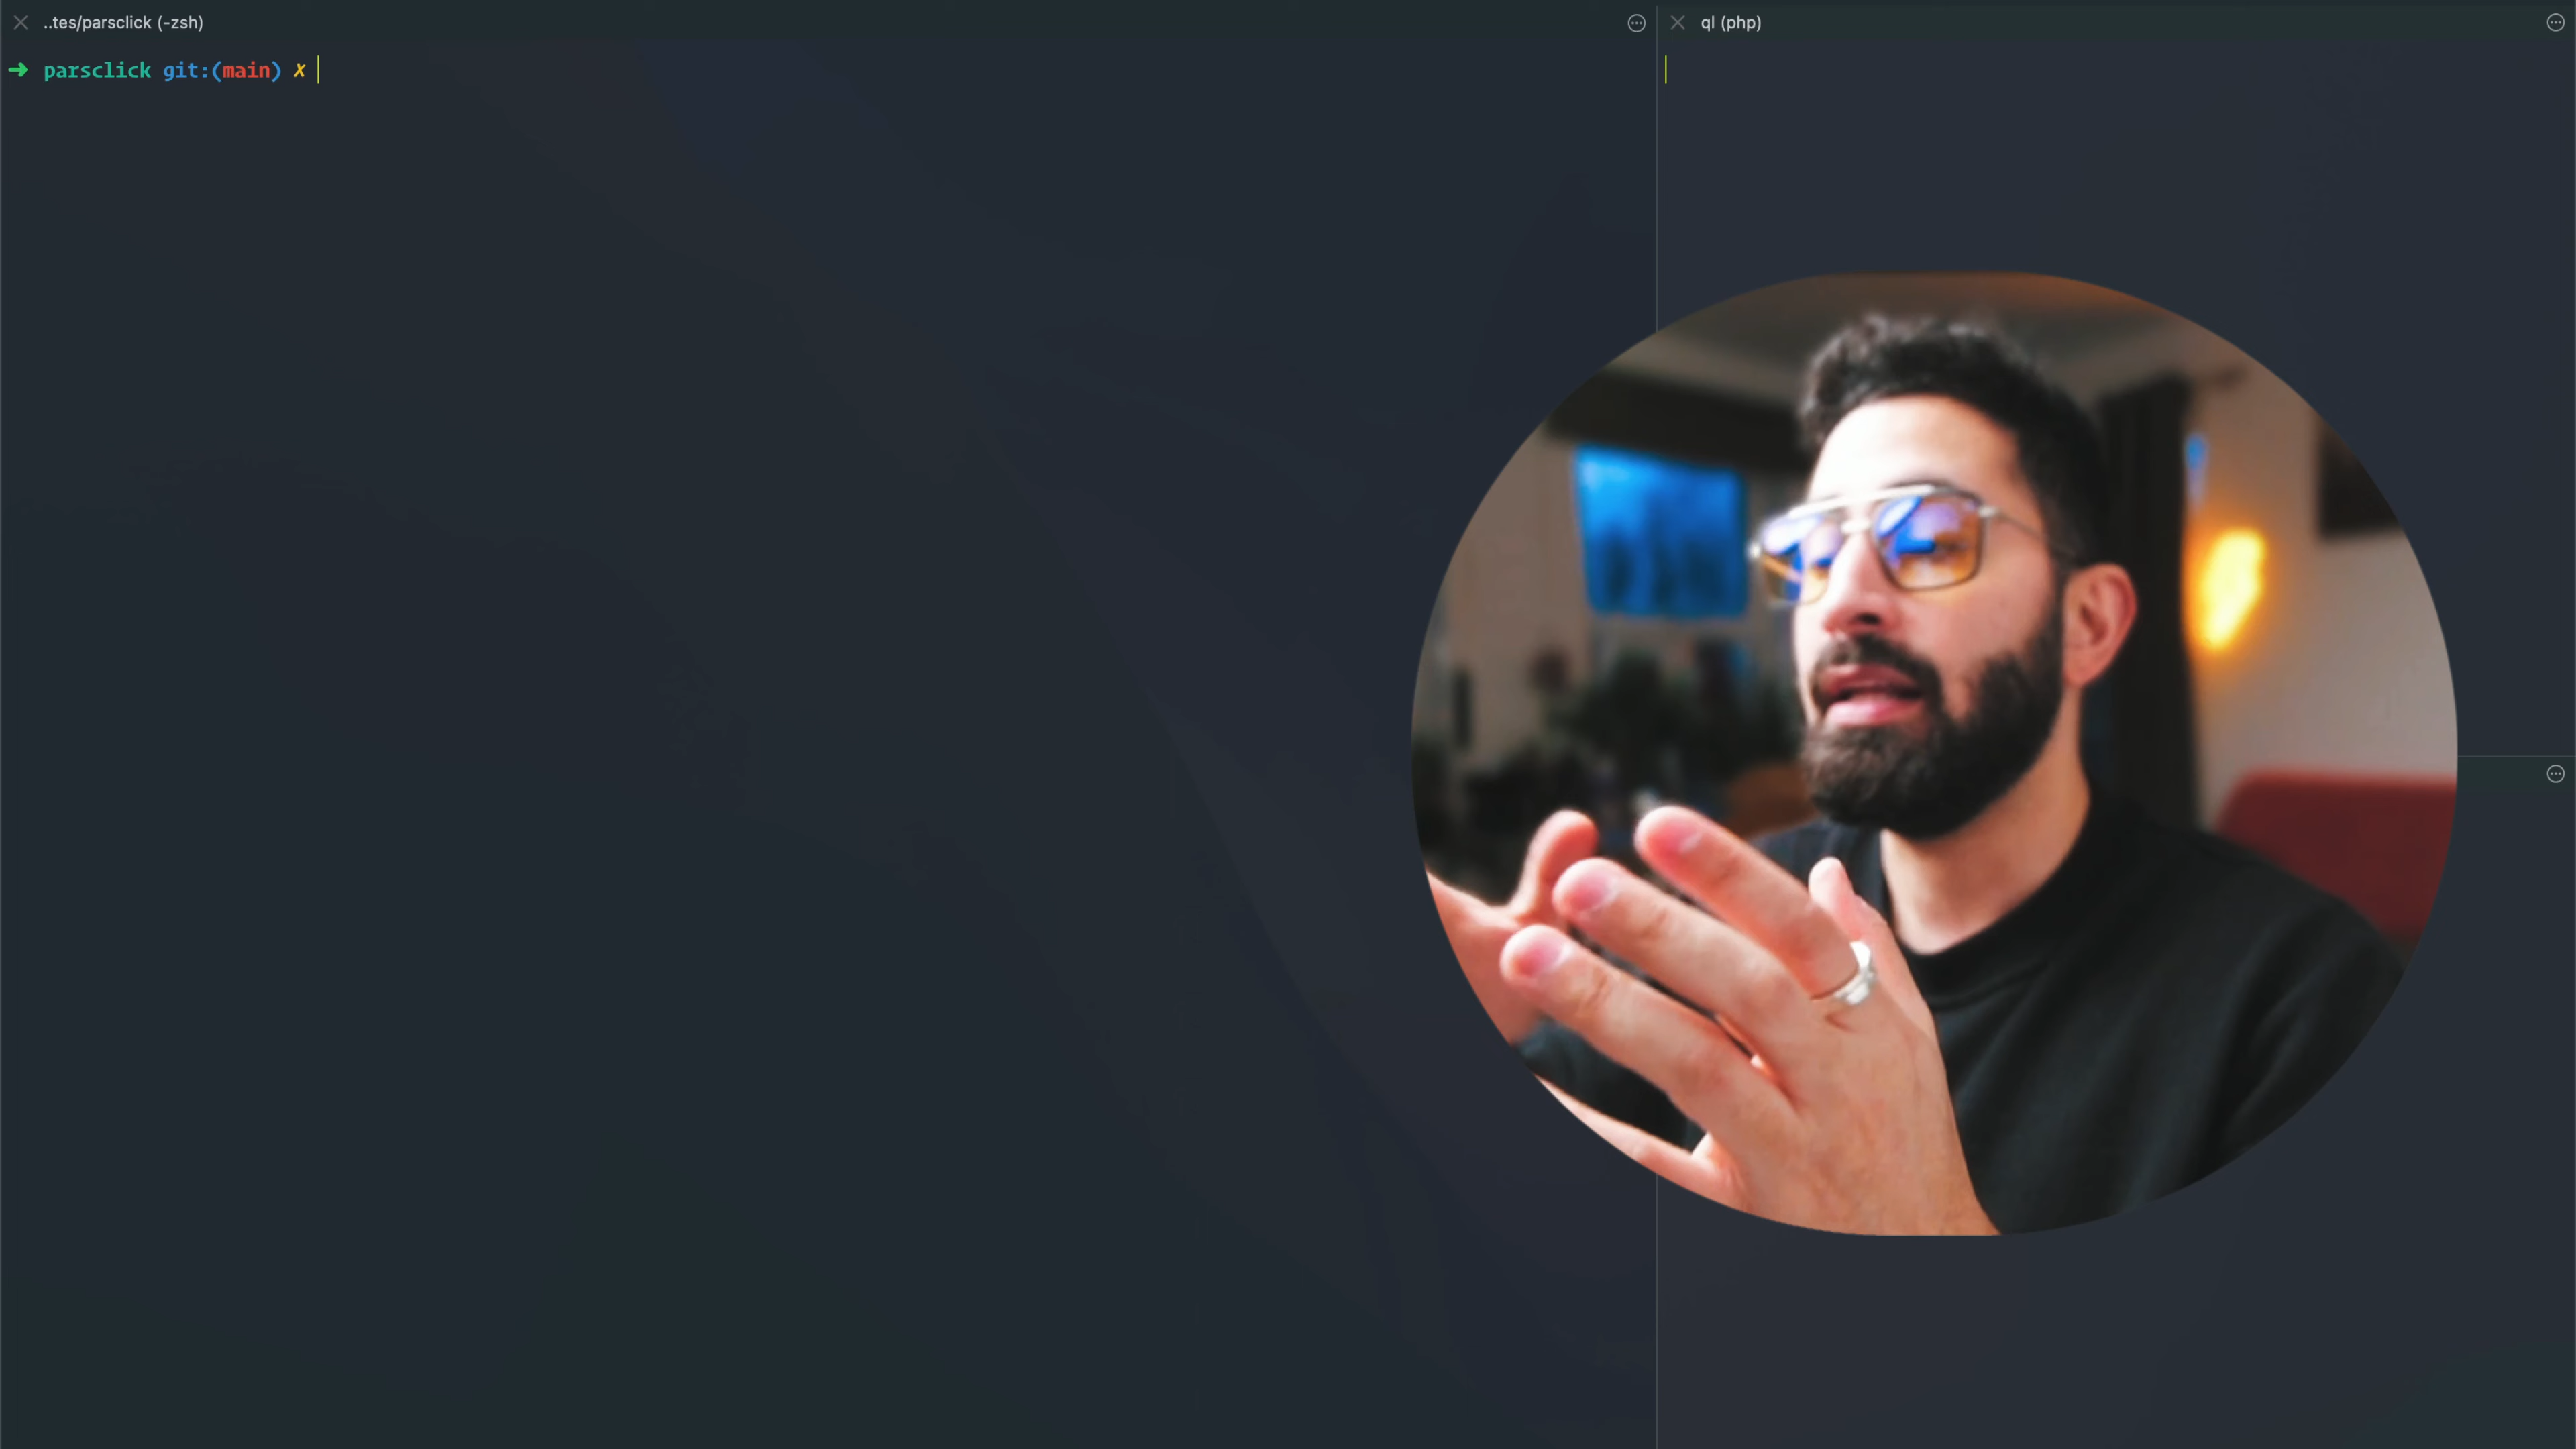 ..tes/parsclick (-zsh)
ql (php)
➜ parsclick git:(main) ✗